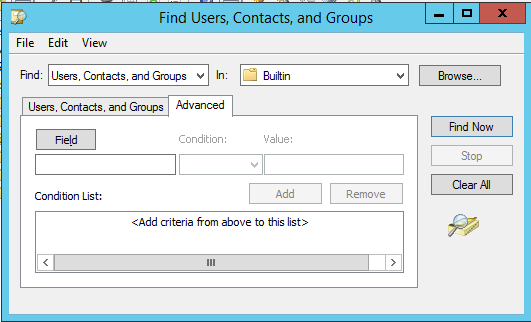 Find Users, Contacts, and Groups
File Edit View
Find: Users, Contacts, and Groups In: Builtin Browse...
Users, Contacts, and Groups Advanced
Field Condition: Value:
Find Now
Stop
Clear All
Condition List: Add Remove
<Add criteria from above to this list>